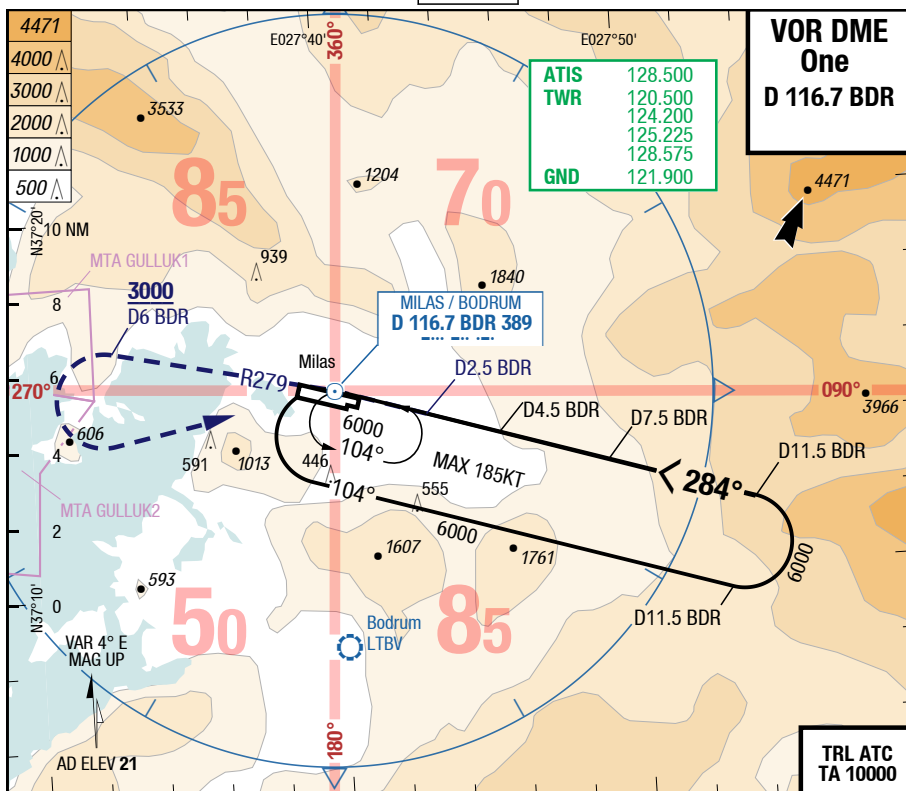 4471
4000
3000
2000
1000
500
E027°40'
360°
E027°50'
VOR DME
One
D 116.7 BDR
ATIS 128.500
TWR 120.500
124.200
125.225
128.575
GND 121.900
3533
85
1204
70
4471
N37°20'
10 NM
MTA GULLUK1
939
1840
3000
D6 BDR
8
MILAS / BODRUM
D 116.7 BDR 389
Milas
R279
D2.5 BDR
270°
6
090°
3966
6000
104°
D4.5 BDR
D7.5 BDR
606
4
591
1013
446
MAX 185KT
D11.5 BDR
284°
104°
555
MTA GULLUK2
6000
6000
2
1607
1761
593
N37°10'
0
50
85
D11.5 BDR
Bodrum
LTBV
VAR 4° E
MAG UP
180°
AD ELEV 21
TRL ATC
TA 10000